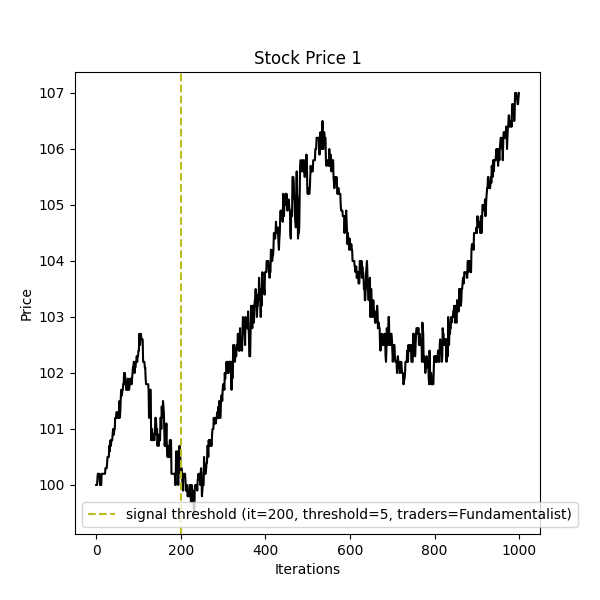 Stock Price 1
107
106
105
104
103
102
101
100
Price
signal threshold (it=200, threshold=5, traders=Fundamentalist)
0 200 400 600 800 1000
Iterations